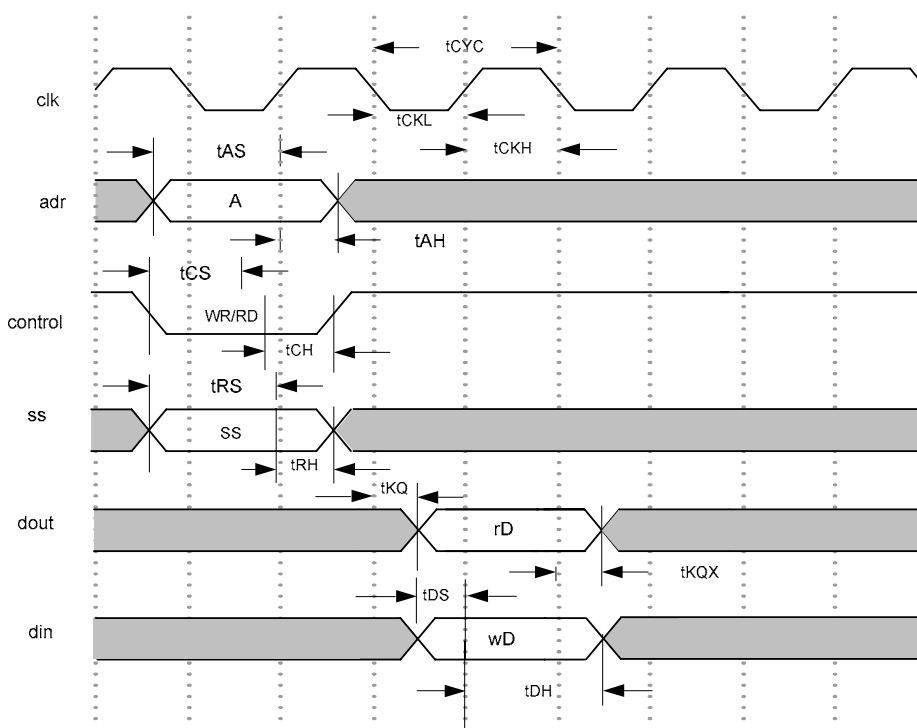 tCYC
clk
tCKL
tAS
tCKH
adr
A
tAH
tCS
control
WR/RD
tCH
tRS
ss
SS
tRH
tKQ
dout
rD
tKQX
tDS
din
wD
tDH